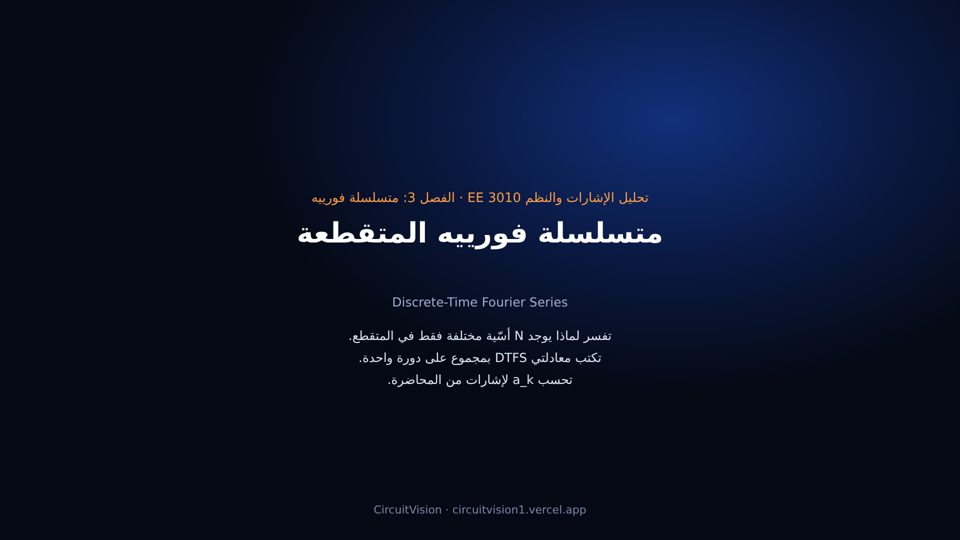 تحليل الإشارات والنظم EE 3010 · الفصل 3: متسلسلة فورييه
متسلسلة فورييه المتقطعة
Discrete-Time Fourier Series
تفسر لماذا يوجد N أسّية مختلفة فقط في المتقطع.
تكتب معادلتي DTFS بمجموع على دورة واحدة.
تحسب a_k لإشارات من المحاضرة.
CircuitVision · circuitvision1.vercel.app